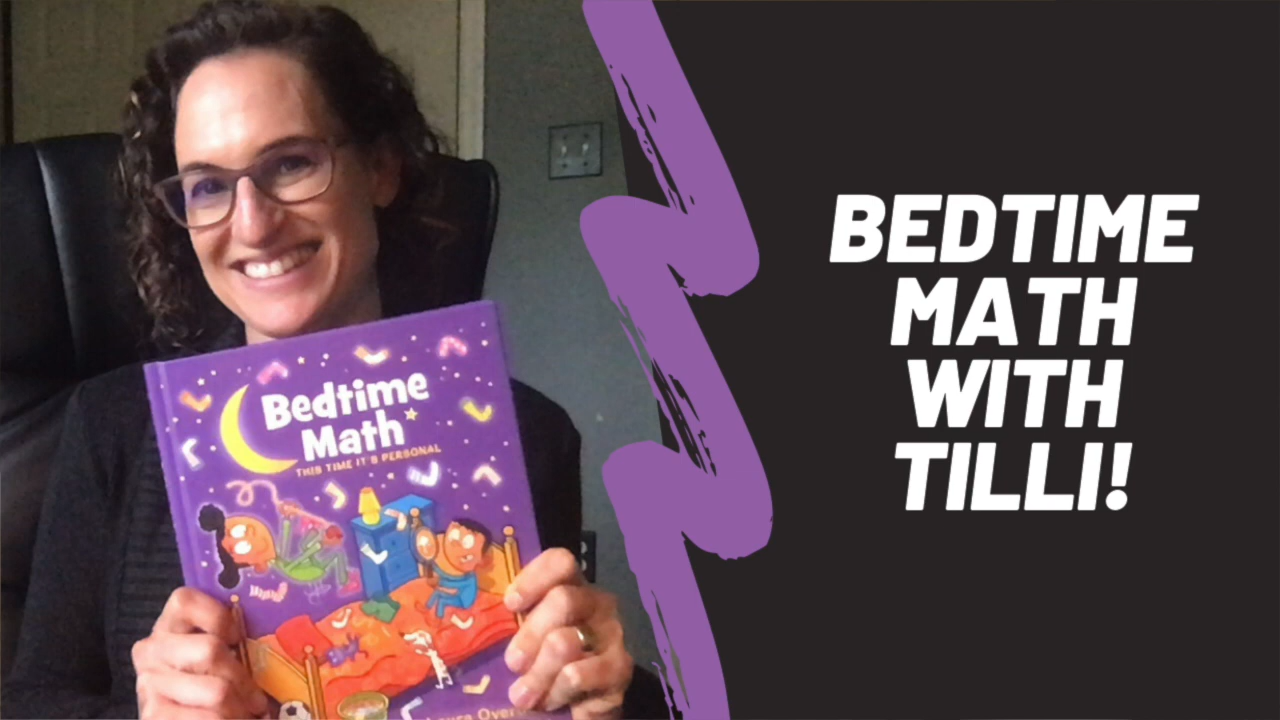 Bedtime
Math
THIS TIME IT'S PERSONAL
BEDTIME
MATH
WITH
TILLI!